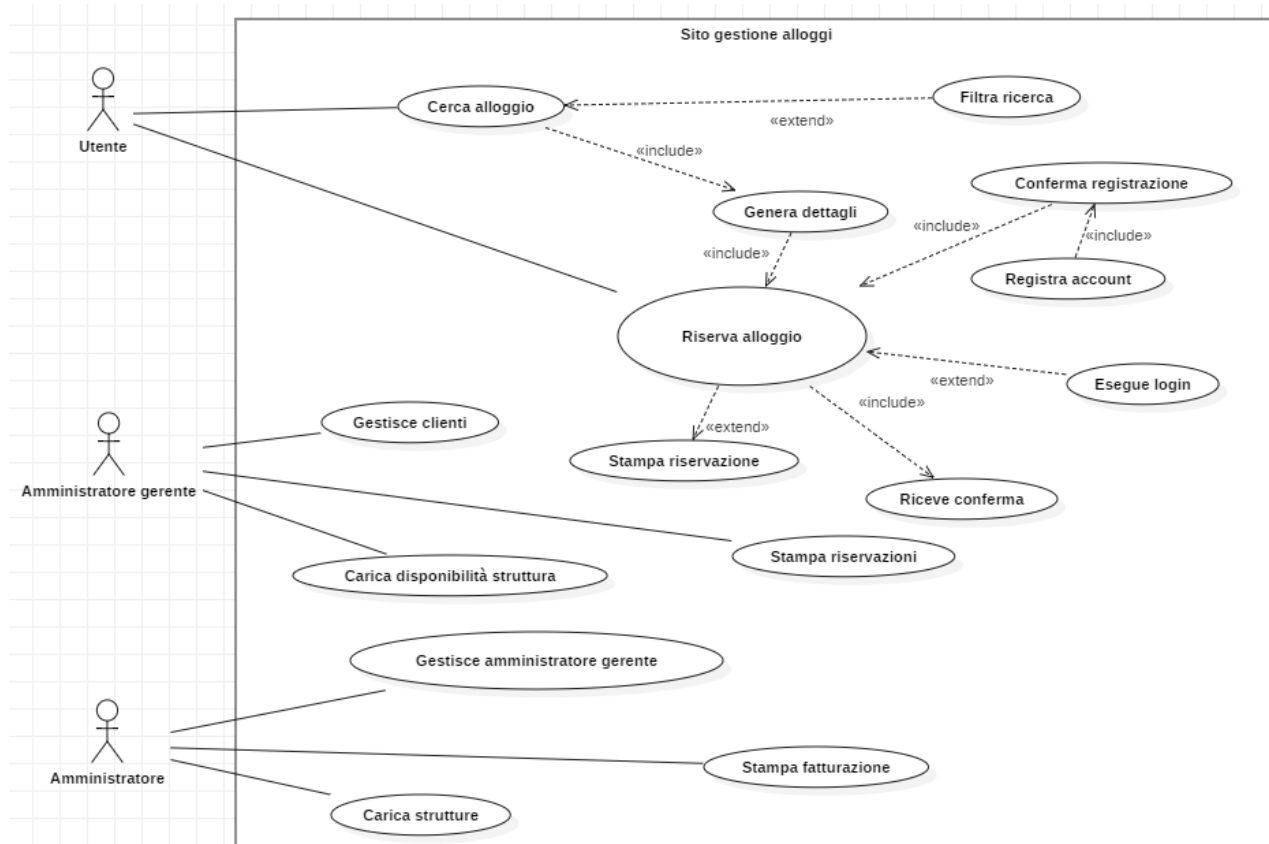 Sito gestione alloggi
Cerca alloggio
Filtra ricerca
«extend»
Utente
«include»
Conferma registrazione
Genera dettagli
«include»
«include»
«include»
Registra account
Riserva alloggio
«extend»
Esegue login
«include»
Gestisce clienti
«extend»
Stampa riservazione
Amministratore gerente
Riceve conferma
Stampa riservazioni
Carica disponibilità struttura
Gestisce amministratore gerente
Stampa fatturazione
Amministratore
Carica strutture